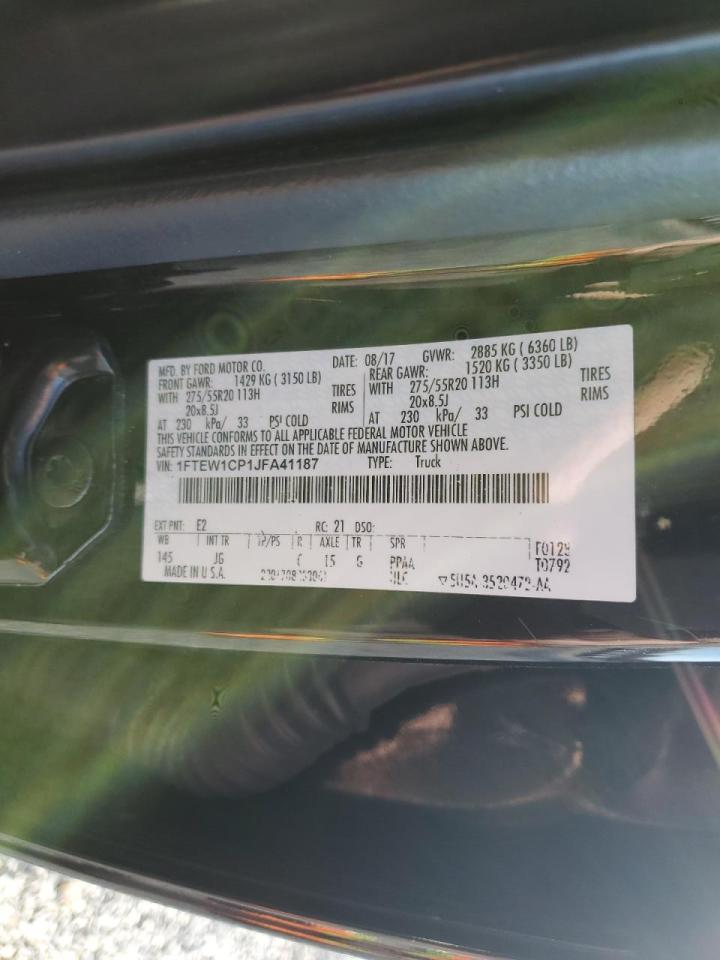 MFD. BY FORD MOTOR CO. DATE: 08/17 GVWR: 2885 KG ( 6360 LB)
FRONT GAWR: 1429 KG ( 3150 LB) REAR GAWR: 1520 KG ( 3350 LB)
WITH 275/55R20 113H TIRES WITH 275/55R20 113H TIRES
20x8.5J RIMS 20x8.5J RIMS
AT 230 kPa/ 33 PSI COLD AT 230 kPa/ 33 PSI COLD
THIS VEHICLE CONFORMS TO ALL APPLICABLE FEDERAL MOTOR VEHICLE
SAFETY STANDARDS IN EFFECT ON THE DATE OF MANUFACTURE SHOWN ABOVE.
VIN: 1FTEW1CP1JFA41187 TYPE: Truck
EXT PNT: E2 RC: 21 DSO:
WB INT TR TP/PS R AXLE TR SPR T0129
145 JG 15 G PPAA T0792
MADE IN U.S.A.